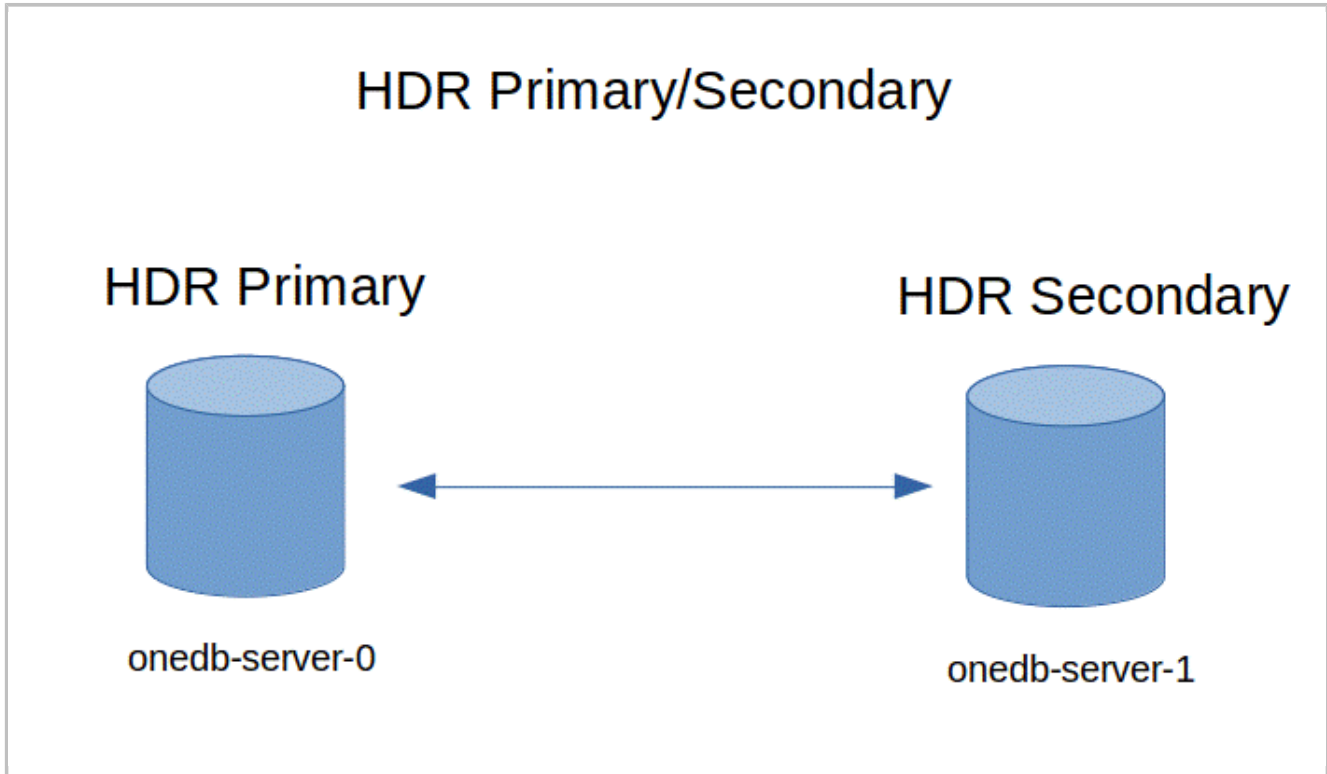 HDR Primary/Secondary
HDR Primary
HDR Secondary
onedb-server-0
onedb-server-1